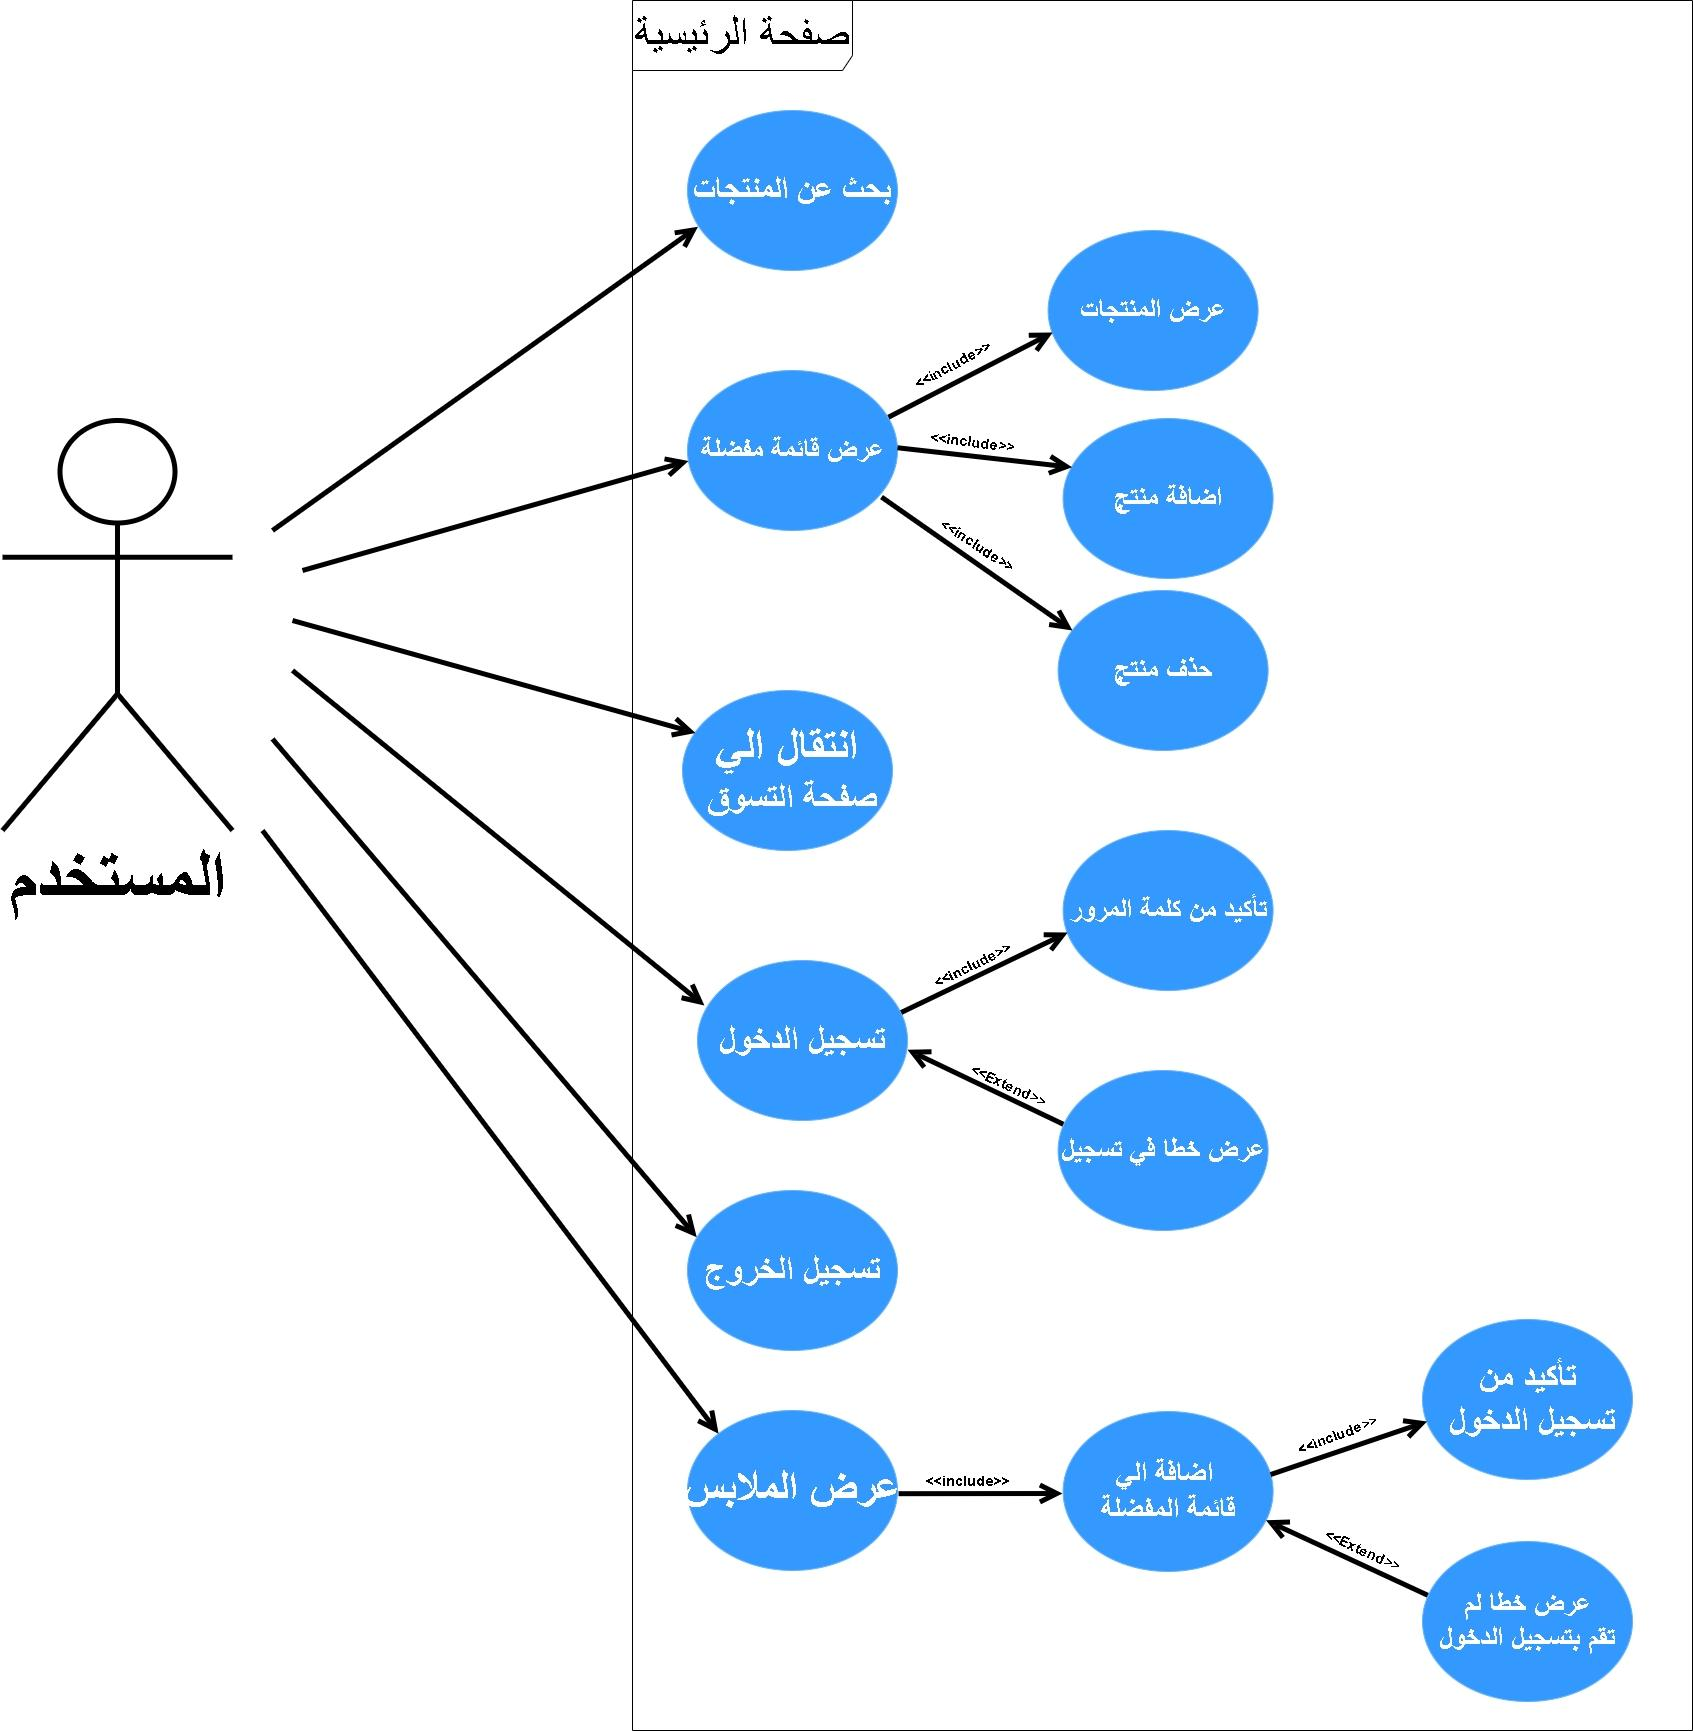 صفحة الرئيسية
بحث عن المنتجات
عرض المنتجات
<<include>>
عرض قائمة مفضلة
<<include>>
اضافة منتج
<<include>>
حذف منتج
انتقال الي
صفحة التسوق
المستخدم
تأكيد من كلمة المرور
<<include>>
تسجيل الدخول
<<Extend>>
عرض خطا في تسجيل
تسجيل الخروج
عرض الملابس
<<include>>
اضافة الي
قائمة المفضلة
<<include>>
تأكيد من
تسجيل الدخول
<<Extend>>
عرض خطا لم
تقم بتسجيل الدخول